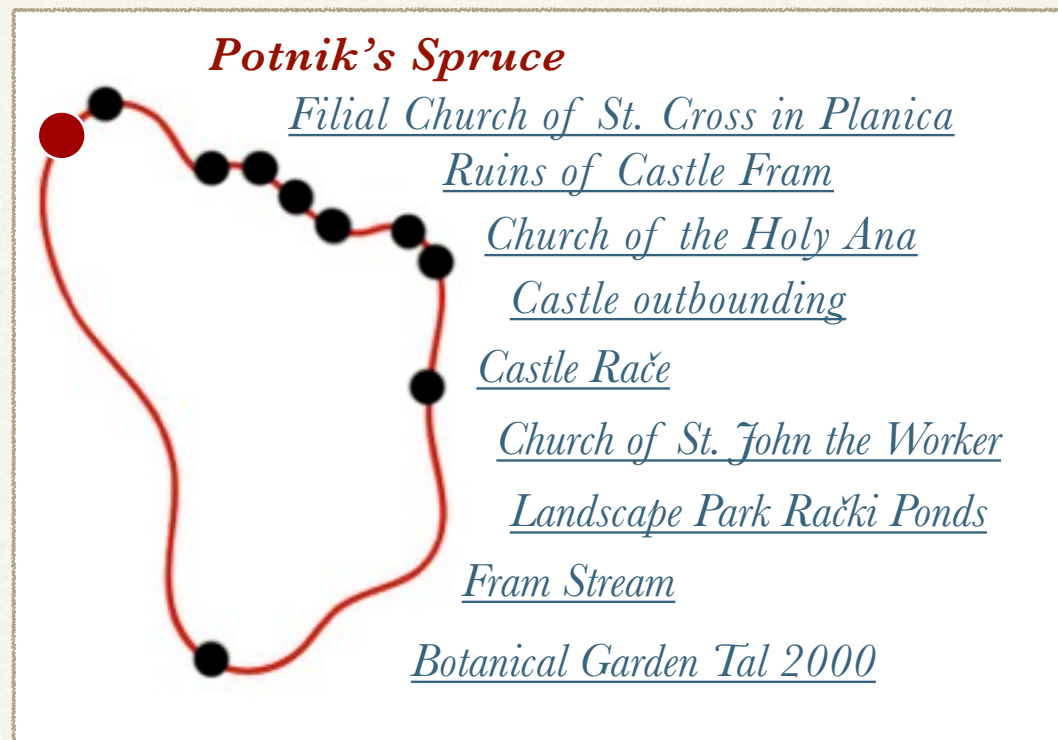 Potnik's Spruce
Filial Church of St. Cross in Planica
Ruins of Castle Fram
Church of the Holy Ana
Castle outbounding
Castle Rače
Church of St. John the Worker
Landscape Park Rački Ponds
Fram Stream
Botanical Garden Tal 2000